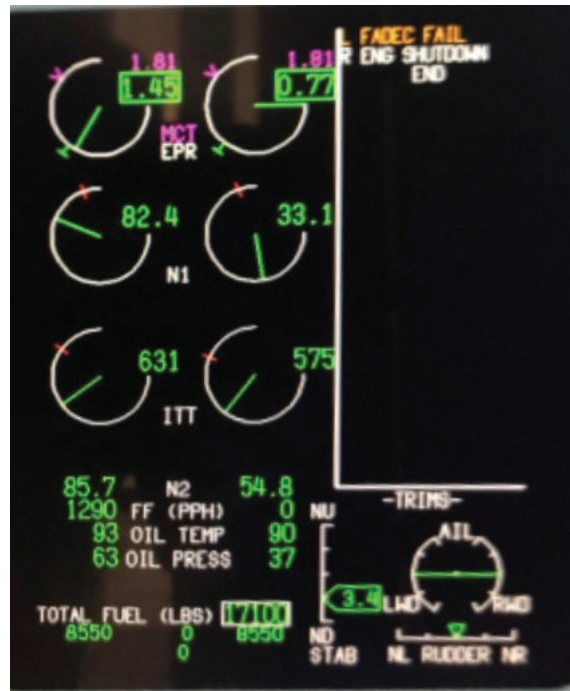 1.81 1.81
1.45 0.77
MCT
EPR
82.4 33.1
N1
631 575
ITT
85.7 N2 54.8
1290 FF (PPH) 0
93 OIL TEMP 90
63 OIL PRESS 37
TOTAL FUEL (LBS) 17100
8550 0 8550
0
L FADEC FAIL
R ENG SHUTDOWN
END
-TRIMS-
NU
3.4
ND
STAB
AIL
LWD RWD
NL RUDDER NR